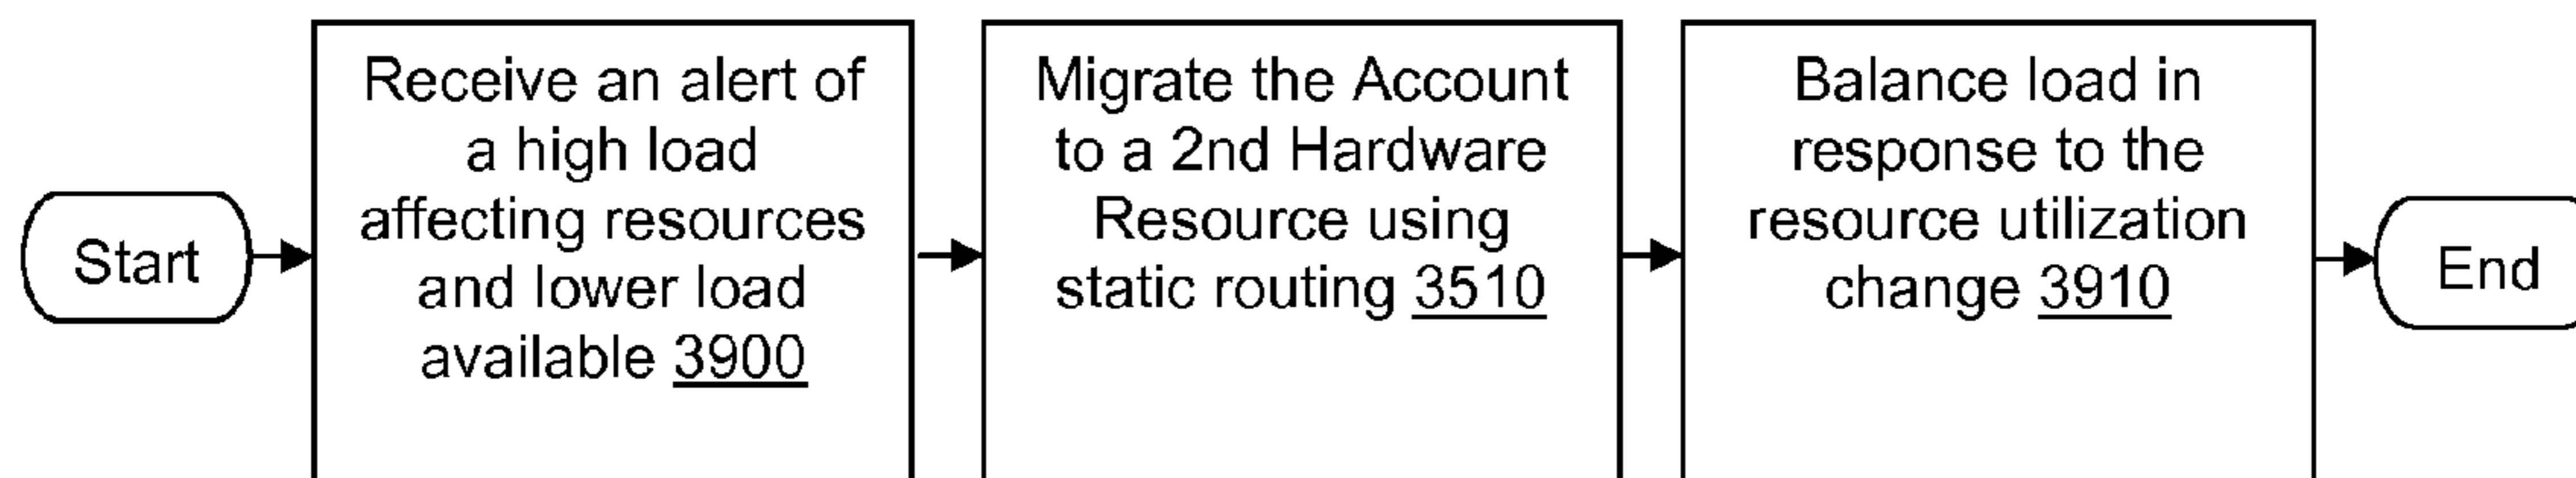 Start
Receive an alert of
a high load
affecting resources
and lower load
available 3900
Migrate the Account
to a 2nd Hardware
Resource using
static routing 3510
Balance load in
response to the
resource utilization
change 3910
End